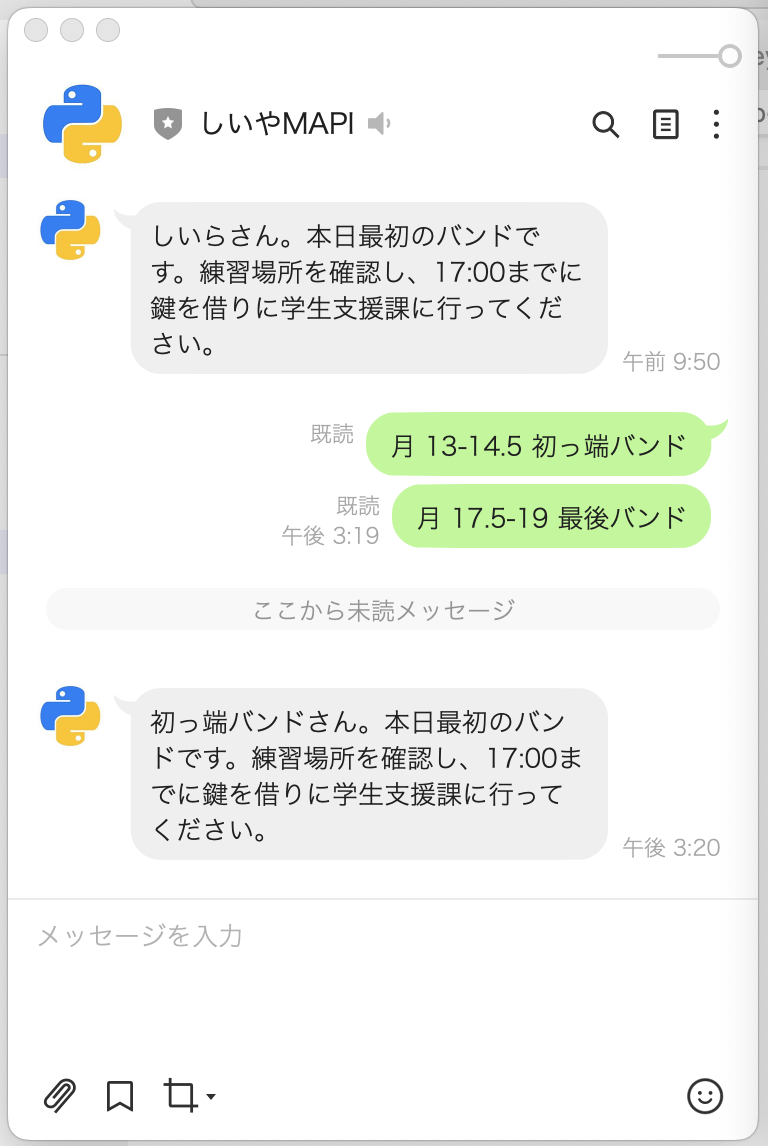 しいやMAPI
しいらさん。本日最初のバンドで
す。練習場所を確認し、17:00までに
鍵を借りに学生支援課に行ってくだ
さい。
午前 9:50
既読
月 13-14.5 初っ端バンド
既読
午後 3:19
月 17.5-19 最後バンド
ここから未読メッセージ
初っ端バンドさん。本日最初のバン
ドです。練習場所を確認し、17:00ま
でに鍵を借りに学生支援課に行って
ください。
午後 3:20
メッセージを入力